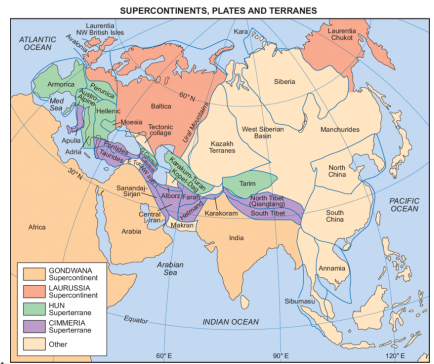 SUPERCONTINENTS, PLATES AND TERRANES
Laurentia
NW British Isles
Kara
Laurentia
Chukot
ATLANTIC
OCEAN
Avalonia
Siberia
60° N
Armorica
Perunica
Baltica
Ural Mountains
Med
Sea
Austro-
Alpine
Hellenic
Moesia
Tectonic
collage
West Siberian
Basin
Manchurides
Kazakh
Terranes
Apulia
Adria
Pontides
Taurides
Karakum-Turan
Kopet Dag
North
China
30° N
Sanandaj-
Sirjan
Alborz/Farah
Tarim
North Tibet
(Qiangtang)
South Tibet
PACIFIC
OCEAN
Africa
Arabia
Central
Iran
Helmand
Makran
Karakoram
South
China
India
Arabian
Sea
Annamia
GONDWANA
Supercontinent
LAURUSSIA
Supercontinent
HUN
Superterrane
CIMMERIA
Superterrane
Other
Sibumasu
Equator
INDIAN OCEAN
60° E
90° E
120° E